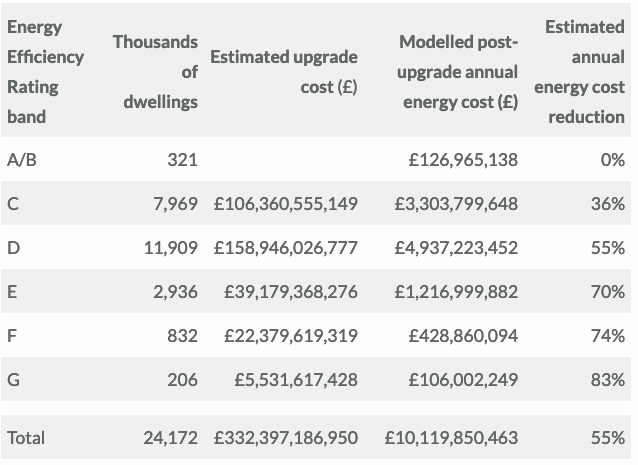 Energy Efficiency Rating band	Thousands of dwellings	Estimated upgrade cost (£)	Modelled post-upgrade annual energy cost (£)	Estimated annual energy cost reduction
A/B	321		£126,965,138	0%
C	7,969	£106,360,555,149	£3,303,799,648	36%
D	11,909	£158,946,026,777	£4,937,223,452	55%
E	2,936	£39,179,368,276	£1,216,999,882	70%
F	832	£22,379,619,319	£428,860,094	74%
G	206	£5,531,617,428	£106,002,249	83%
Total	24,172	£332,397,186,950	£10,119,850,463	55%